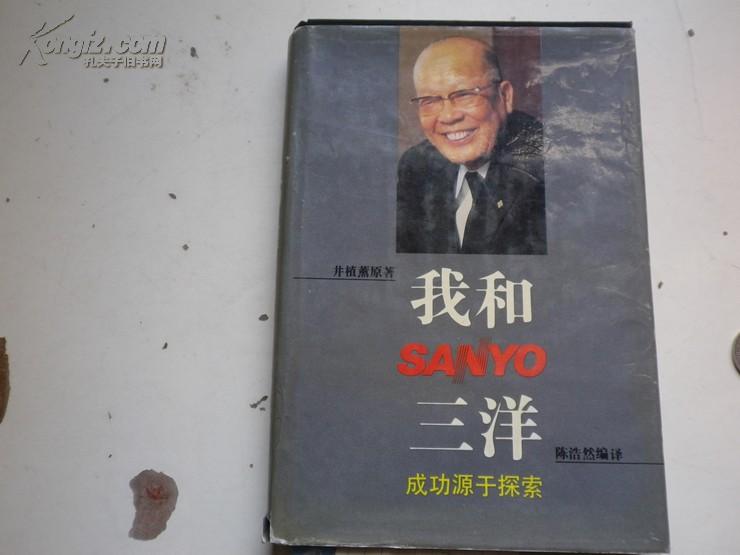 Kongfz.com
孔夫子旧书网
井植薰原著
我和
SANYO
三洋
陈浩然编译
成功源于探索